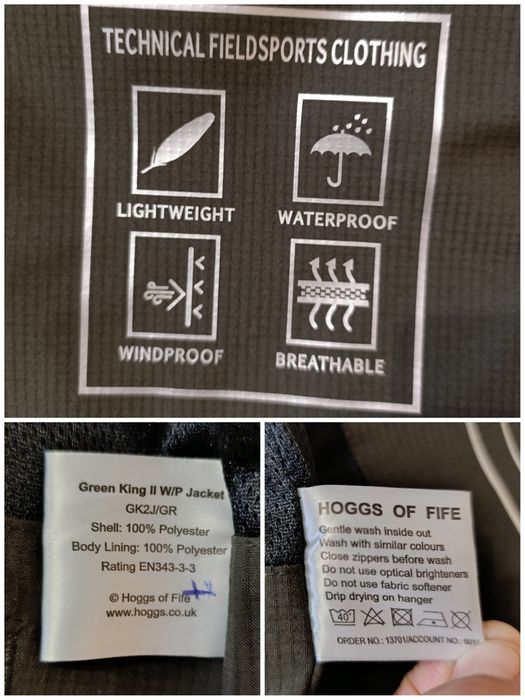 TECHNICAL FIELDSPORTS CLOTHING
LIGHTWEIGHT
WATERPROOF
WINDPROOF
BREATHABLE
Green King II W/P Jacket
GK2J/GR
Shell: 100% Polyester
Body Lining: 100% Polyester
Rating EN343-3-3
© Hoggs of Fife
www.hoggs.co.uk
HOGGS OF FIFE
Gentle wash inside out
Wash with similar colours
Close zippers before wash
Do not use optical brighteners
Do not use fabric softener
Drip drying on hanger
40
ORDER NO.: 13701/ACCOUNT NO.: